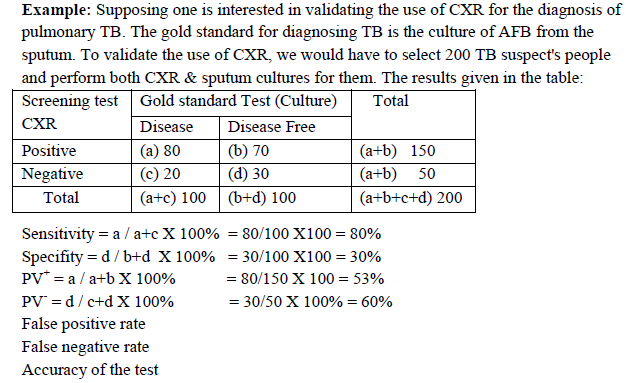 Example: Supposing one is interested in validating the use of CXR for the diagnosis of
pulmonary TB. The gold standard for diagnosing TB is the culture of AFB from the
sputum. To validate the use of CXR, we would have to select 200 TB suspect's people
and perform both CXR & sputum cultures for them. The results given in the table:
Screening test CXR Gold standard Test (Culture) Total
Disease Disease Free
Positive (a) 80 (b) 70 (a+b) 150
Negative (c) 20 (d) 30 (a+b) 50
Total (a+c) 100 (b+d) 100 (a+b+c+d) 200
Sensitivity = a / a+c X 100% = 80/100 X100 = 80%
Specifity = d / b+d X 100% = 30/100 X100 = 30%
PV⁺ = a / a+b X 100% = 80/150 X 100 = 53%
PV⁻ = d / c+d X 100% = 30/50 X 100% = 60%
False positive rate
False negative rate
Accuracy of the test